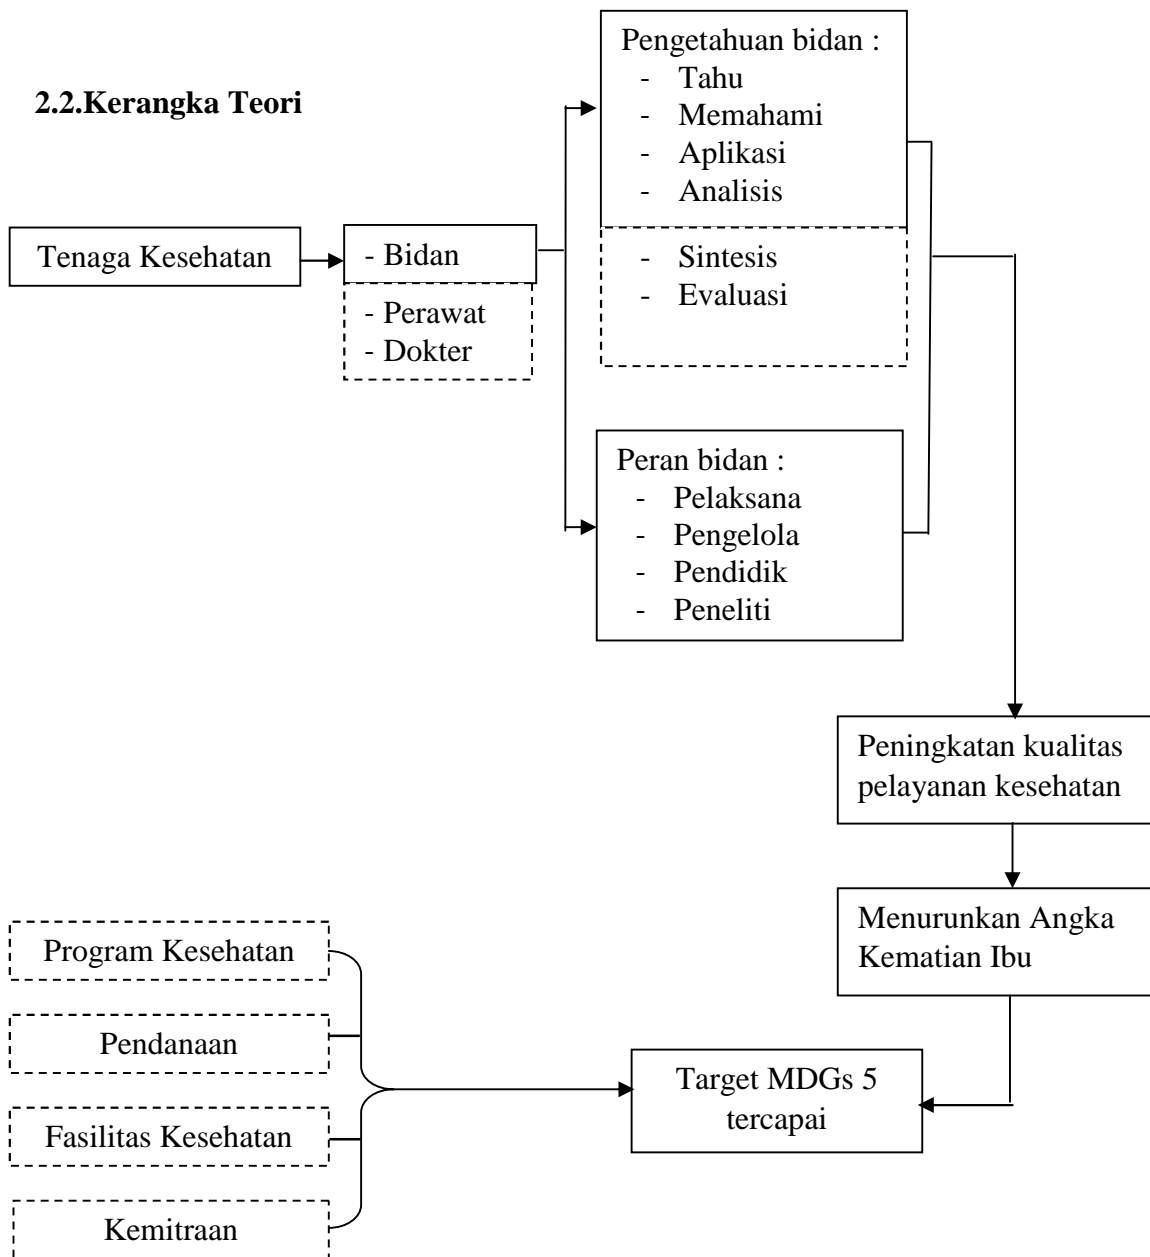 2.2.Kerangka Teori
Tenaga Kesehatan
- Bidan
- Perawat
- Dokter
Pengetahuan bidan :
- Tahu
- Memahami
- Aplikasi
- Analisis
- Sintesis
- Evaluasi
Peran bidan :
- Pelaksana
- Pengelola
- Pendidik
- Peneliti
Peningkatan kualitas
pelayanan kesehatan
Menurunkan Angka
Kematian Ibu
Program Kesehatan
Pendanaan
Fasilitas Kesehatan
Kemitraan
Target MDGs 5
tercapai